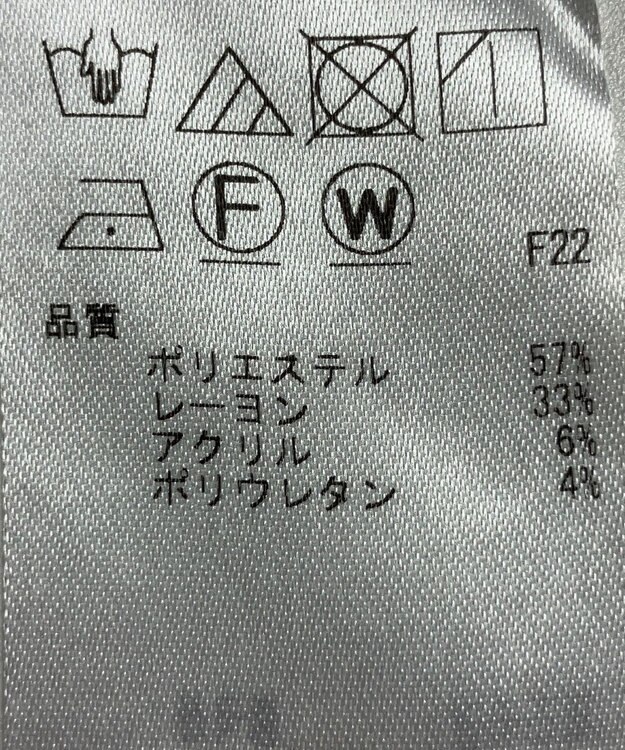 F W
F22
品質
ポリエステル 57%
レーヨン 33%
アクリル 6%
ポリウレタン 4%